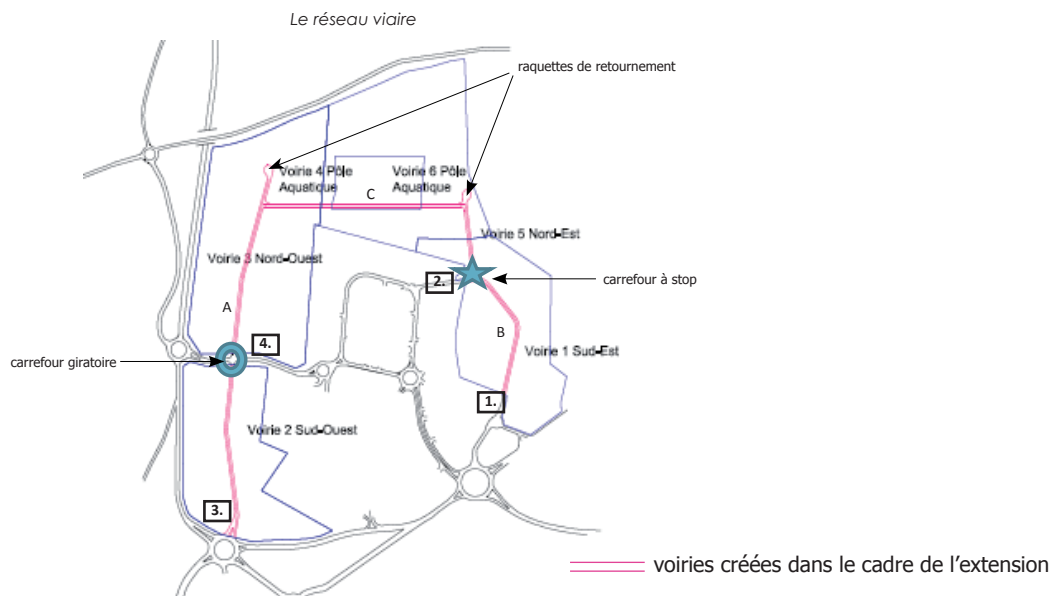 Le réseau viaire
raquettes de retournement
Voirie 4 Pôle
Aquatique
Voirie 6 Pôle
Aquatique
C
Voirie 5 Nord-Est
Voirie 3 Nord-Ouest
2.
carrefour à stop
A
B
4.
carrefour giratoire
Voirie 1 Sud-Est
1.
Voirie 2 Sud-Ouest
3.
voiries créées dans le cadre de l'extension